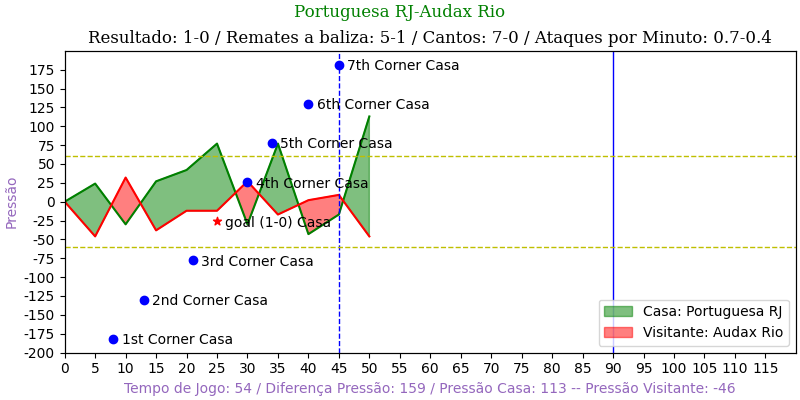 Portuguesa RJ-Audax Rio
Resultado: 1-0 / Remates a baliza: 5-1 / Cantos: 7-0 / Ataques por Minuto: 0.7-0.4
Pressão
175
150
125
100
75
50
25
0
-25
-50
-75
-100
-125
-150
-175
-200
7th Corner Casa
6th Corner Casa
5th Corner Casa
4th Corner Casa
goal (1-0) Casa
3rd Corner Casa
2nd Corner Casa
1st Corner Casa
Casa: Portuguesa RJ
Visitante: Audax Rio
0 5 10 15 20 25 30 35 40 45 50 55 60 65 70 75 80 85 90 95 100 105 110 115
Tempo de Jogo: 54 / Diferença Pressão: 159 / Pressão Casa: 113 -- Pressão Visitante: -46